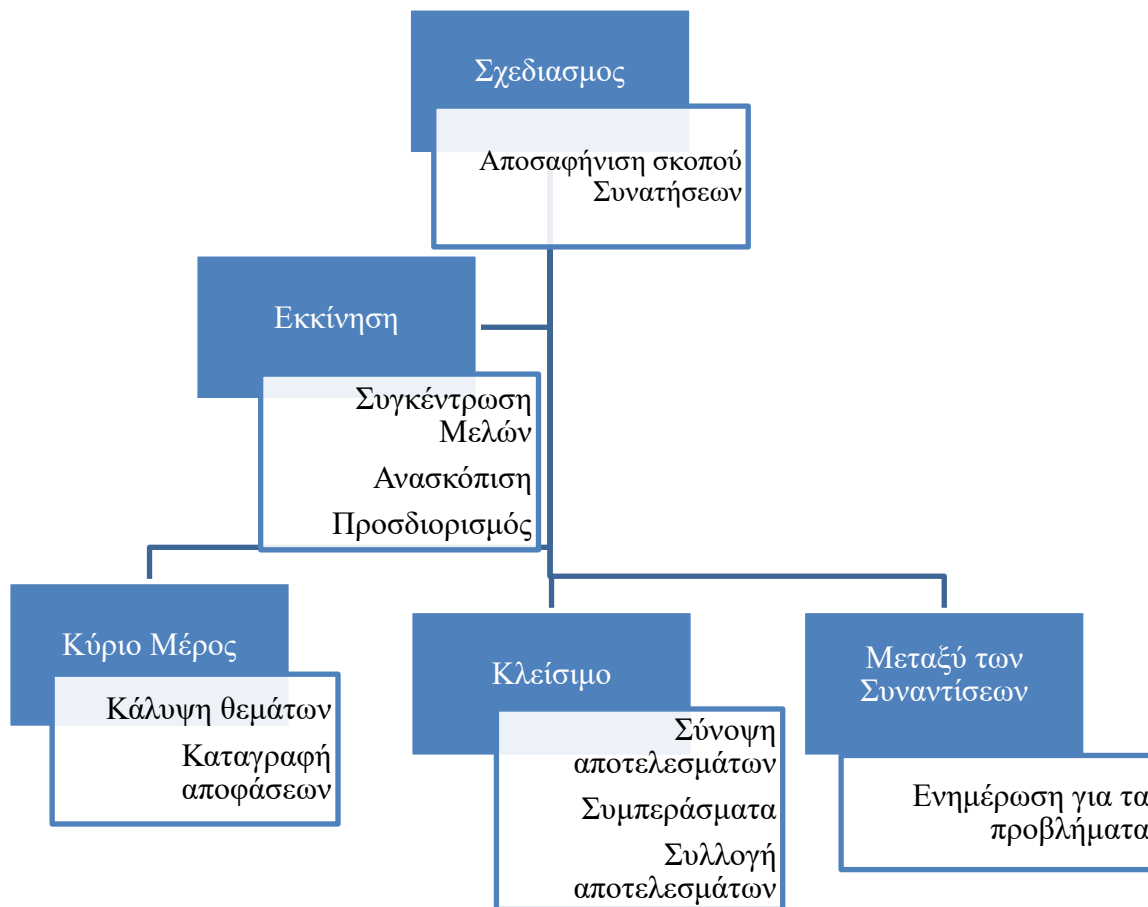 Σχεδιασμος
Αποσαφήνιση σκοπού
Συνατήσεων
Εκκίνηση
Συγκέντρωση
Μελών
Ανασκόπιση
Προσδιορισμός
Κύριο Μέρος
Κάλυψη θεμάτων
Καταγραφή
αποφάσεων
Κλείσιμο
Σύνοψη
αποτελεσμάτων
Συμπεράσματα
Συλλογή
αποτελεσμάτων
Μεταξύ των
Συναντίσεων
Ενημέρωση για τα
προβλήματα